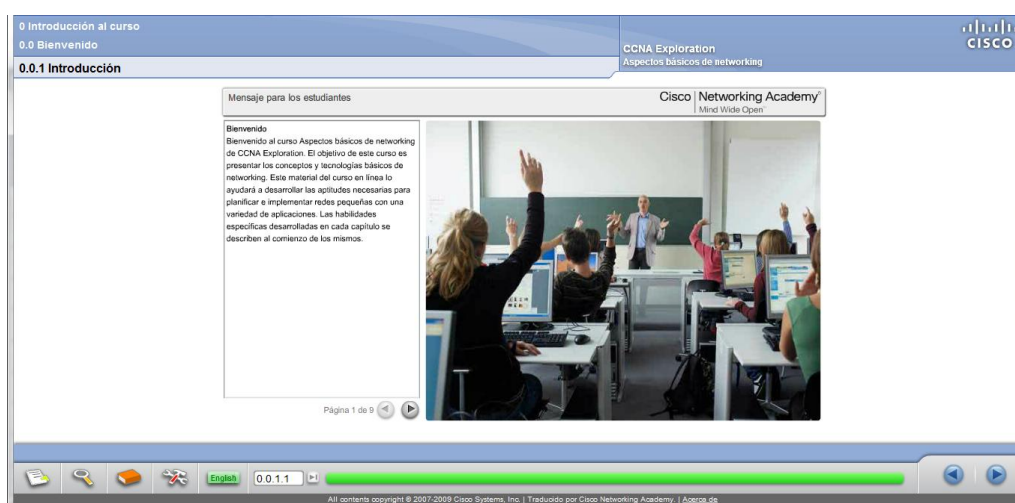 0 Introducción al curso
0.0 Bienvenido
0.0.1 Introducción
CCNA Exploration
Aspectos básicos de networking
CISCO
Mensaje para los estudiantes
Cisco | Networking Academy®
Mind Wide Open™
Bienvenido
Bienvenido al curso Aspectos básicos de networking
de CCNA Exploration. El objetivo de este curso es
presentar los conceptos y tecnologías básicos de
networking. Este material del curso en línea lo
ayudará a desarrollar las aptitudes necesarias para
planificar e implementar redes pequeñas con una
variedad de aplicaciones. Las habilidades
específicas desarrolladas en cada capítulo se
describen al comienzo de los mismos.
Página 1 de 9
English
0.0.1.1
All contents copyright © 2007-2009 Cisco Systems, Inc. | Traducido por Cisco Networking Academy. | Acerca de